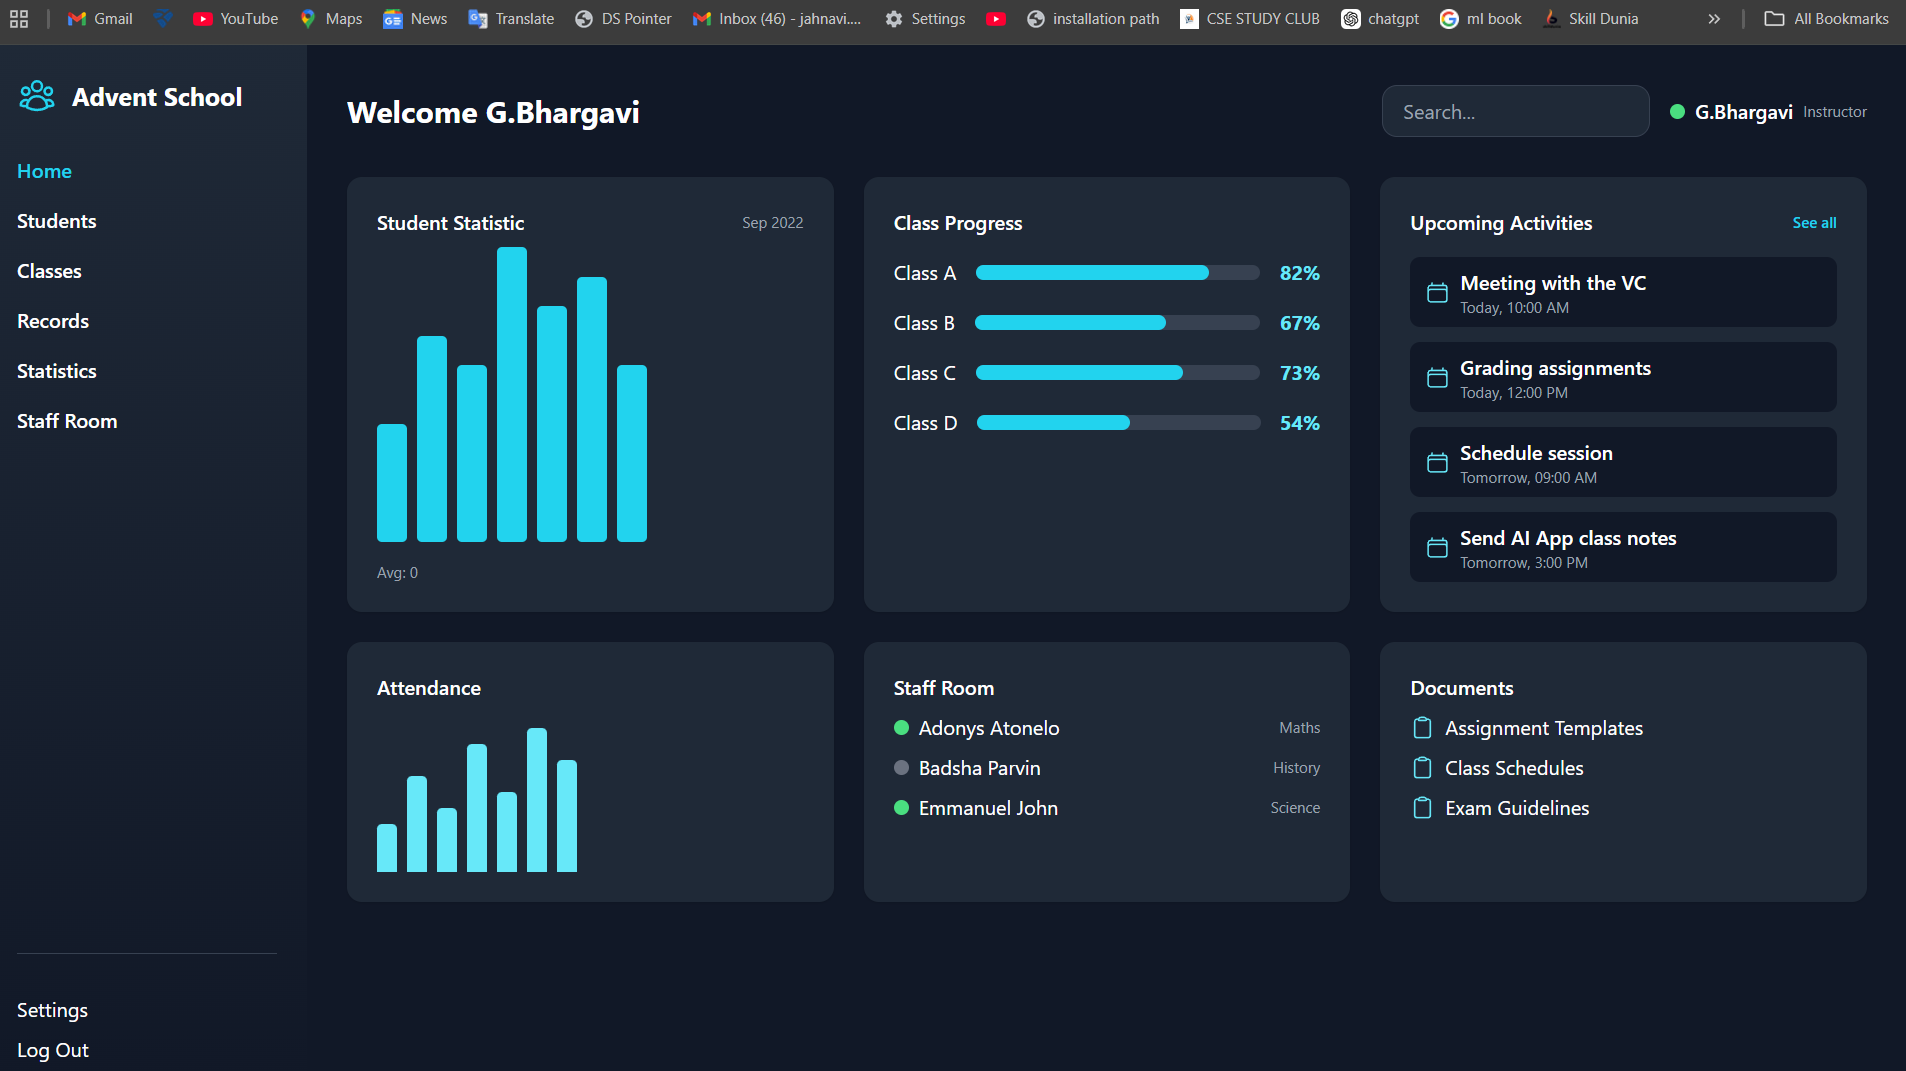 Gmail YouTube Maps News Translate DS Pointer Inbox (46) - jahnavi.... Settings installation path CSE STUDY CLUB chatgpt ml book Skill Dunia » All Bookmarks
Advent School
Home
Students
Classes
Records
Statistics
Staff Room
Settings
Log Out
Welcome G.Bhargavi
Search...
G.Bhargavi Instructor
Student Statistic Sep 2022
Avg: 0
Class Progress
Class A 82%
Class B 67%
Class C 73%
Class D 54%
Upcoming Activities See all
Meeting with the VC
Today, 10:00 AM
Grading assignments
Today, 12:00 PM
Schedule session
Tomorrow, 09:00 AM
Send AI App class notes
Tomorrow, 3:00 PM
Attendance
Staff Room
Adonys Atonelo Maths
Badsha Parvin History
Emmanuel John Science
Documents
Assignment Templates
Class Schedules
Exam Guidelines